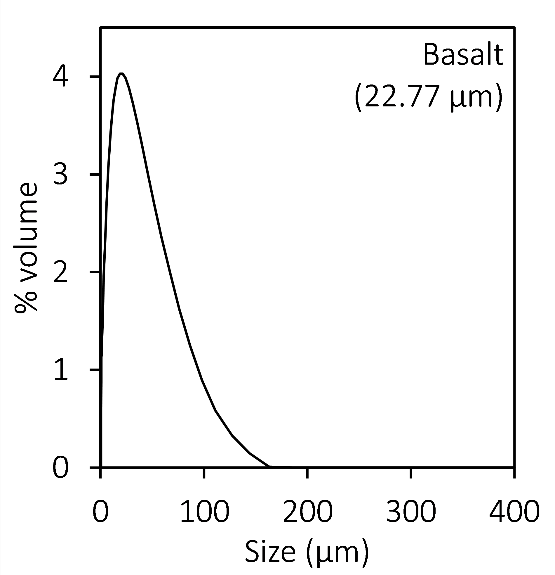 Basalt
(22.77 μm)
% volume
4
3
2
1
0
0 100 200 300 400
Size (μm)